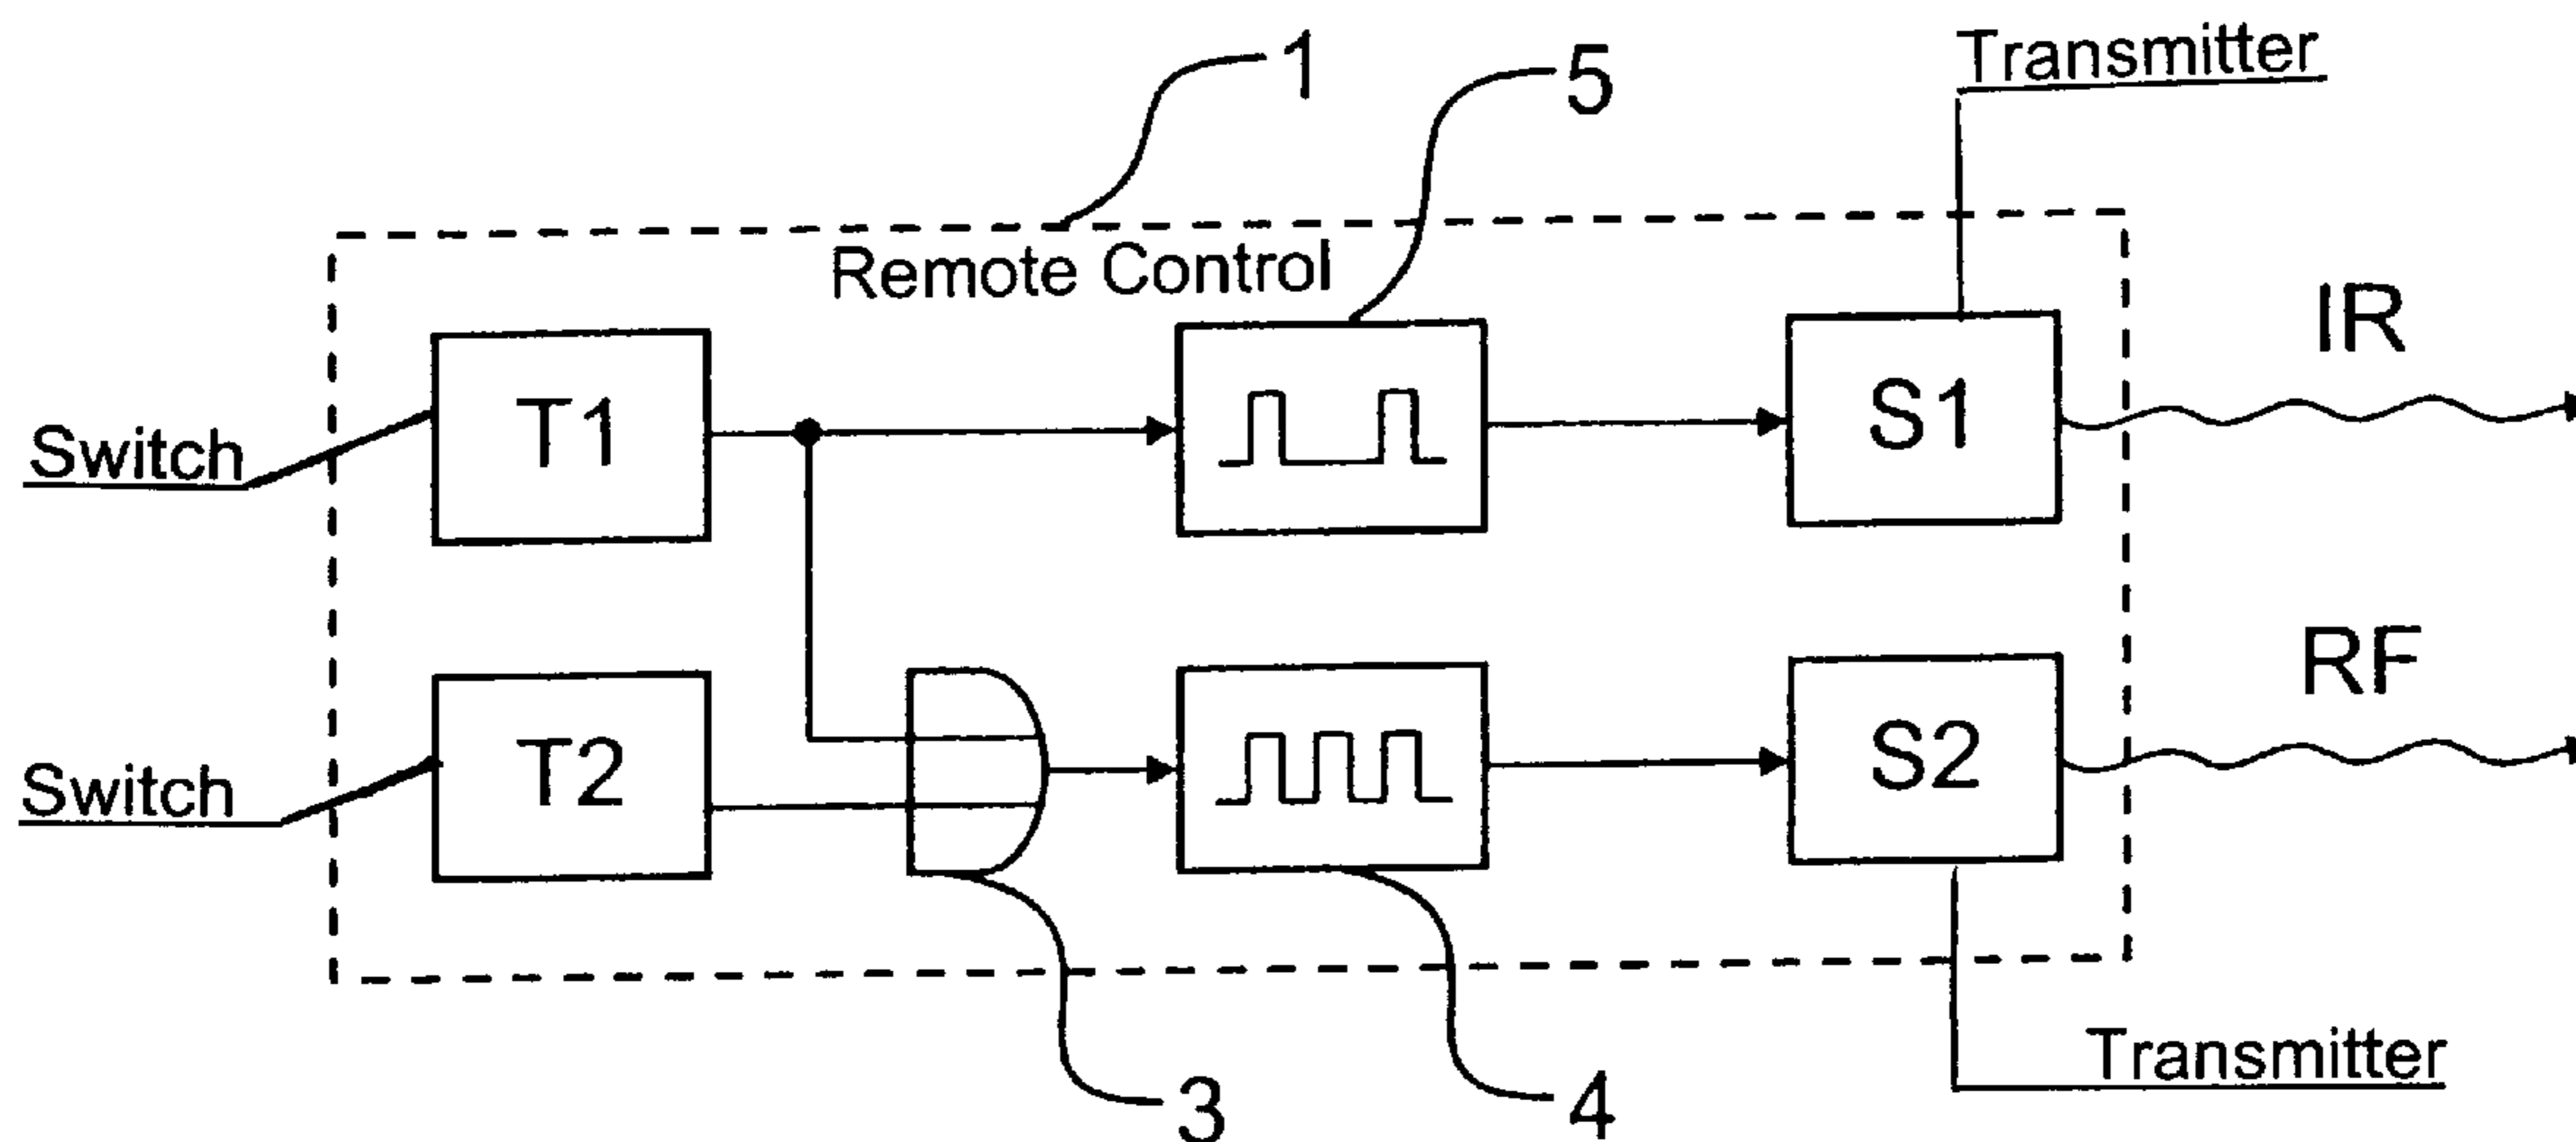 1
5
Transmitter
Remote Control
IR
Switch
T1
S1
RF
Switch
T2
S2
3
4
Transmitter